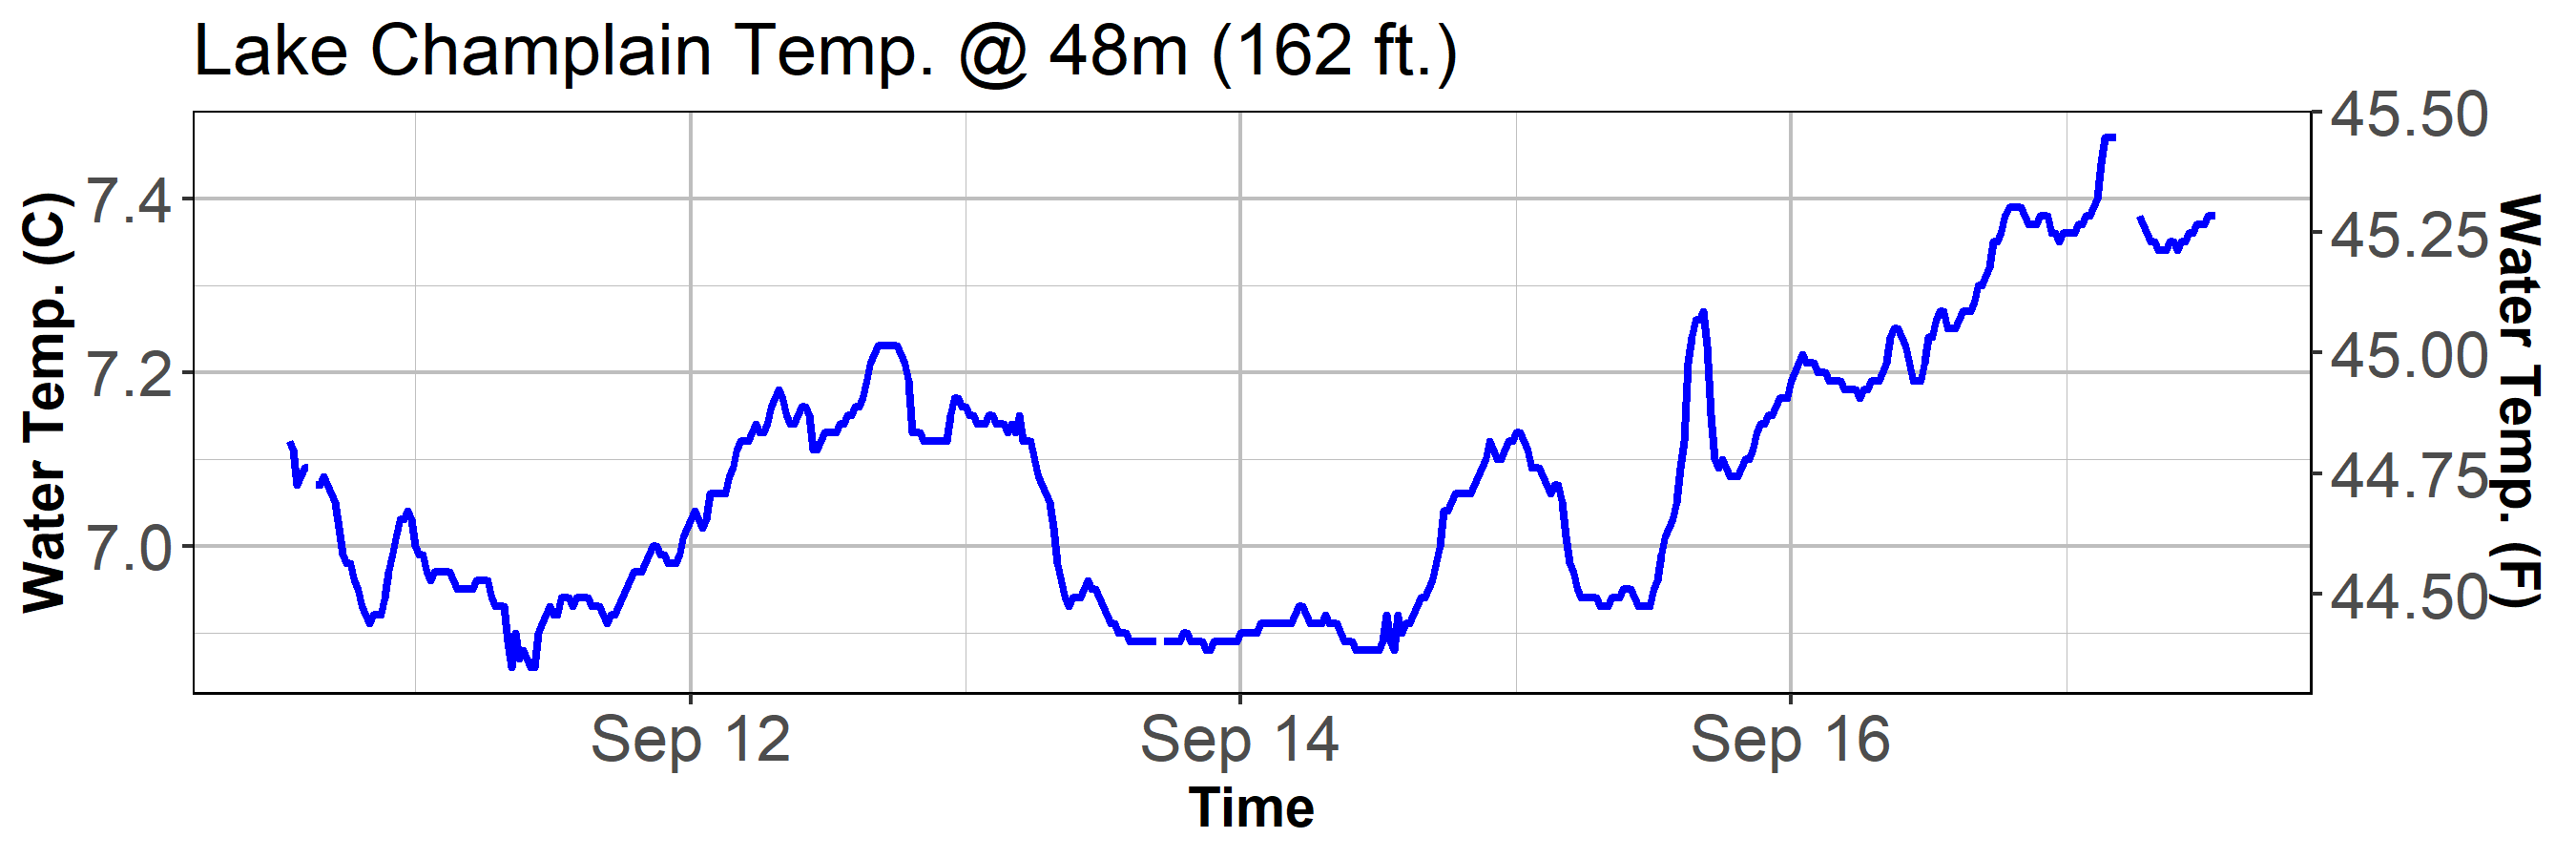 Lake Champlain Temp. @ 48m (162 ft.)
Water Temp. (C)
7.4
7.2
7.0
45.50
45.25
45.00
44.75
44.50
Water Temp. (F)
Sep 12
Sep 14
Sep 16
Time